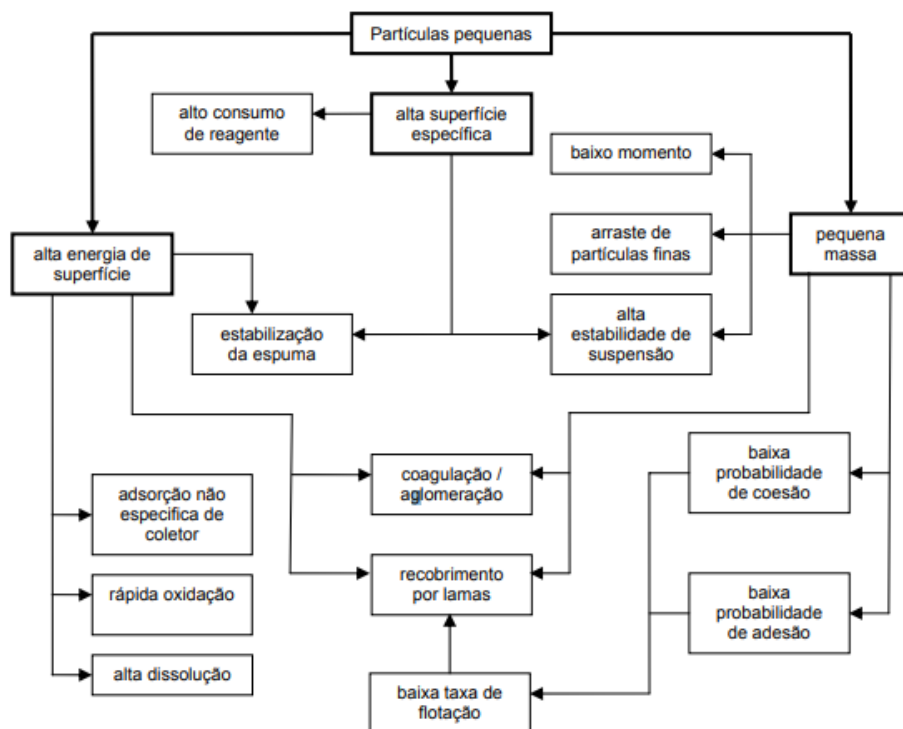 Partículas pequenas
alto consumo
de reagente
alta superfície
específica
baixo momento
alta energia de
superfície
arraste de
partículas finas
pequena
massa
estabilização
da espuma
alta
estabilidade de
suspensão
coagulação /
aglomeração
baixa
probabilidade
de coesão
adsorção não
especifica de
coletor
recobrimento
por lamas
rápida oxidação
baixa
probabilidade
de adesão
alta dissolução
baixa taxa de
flotação